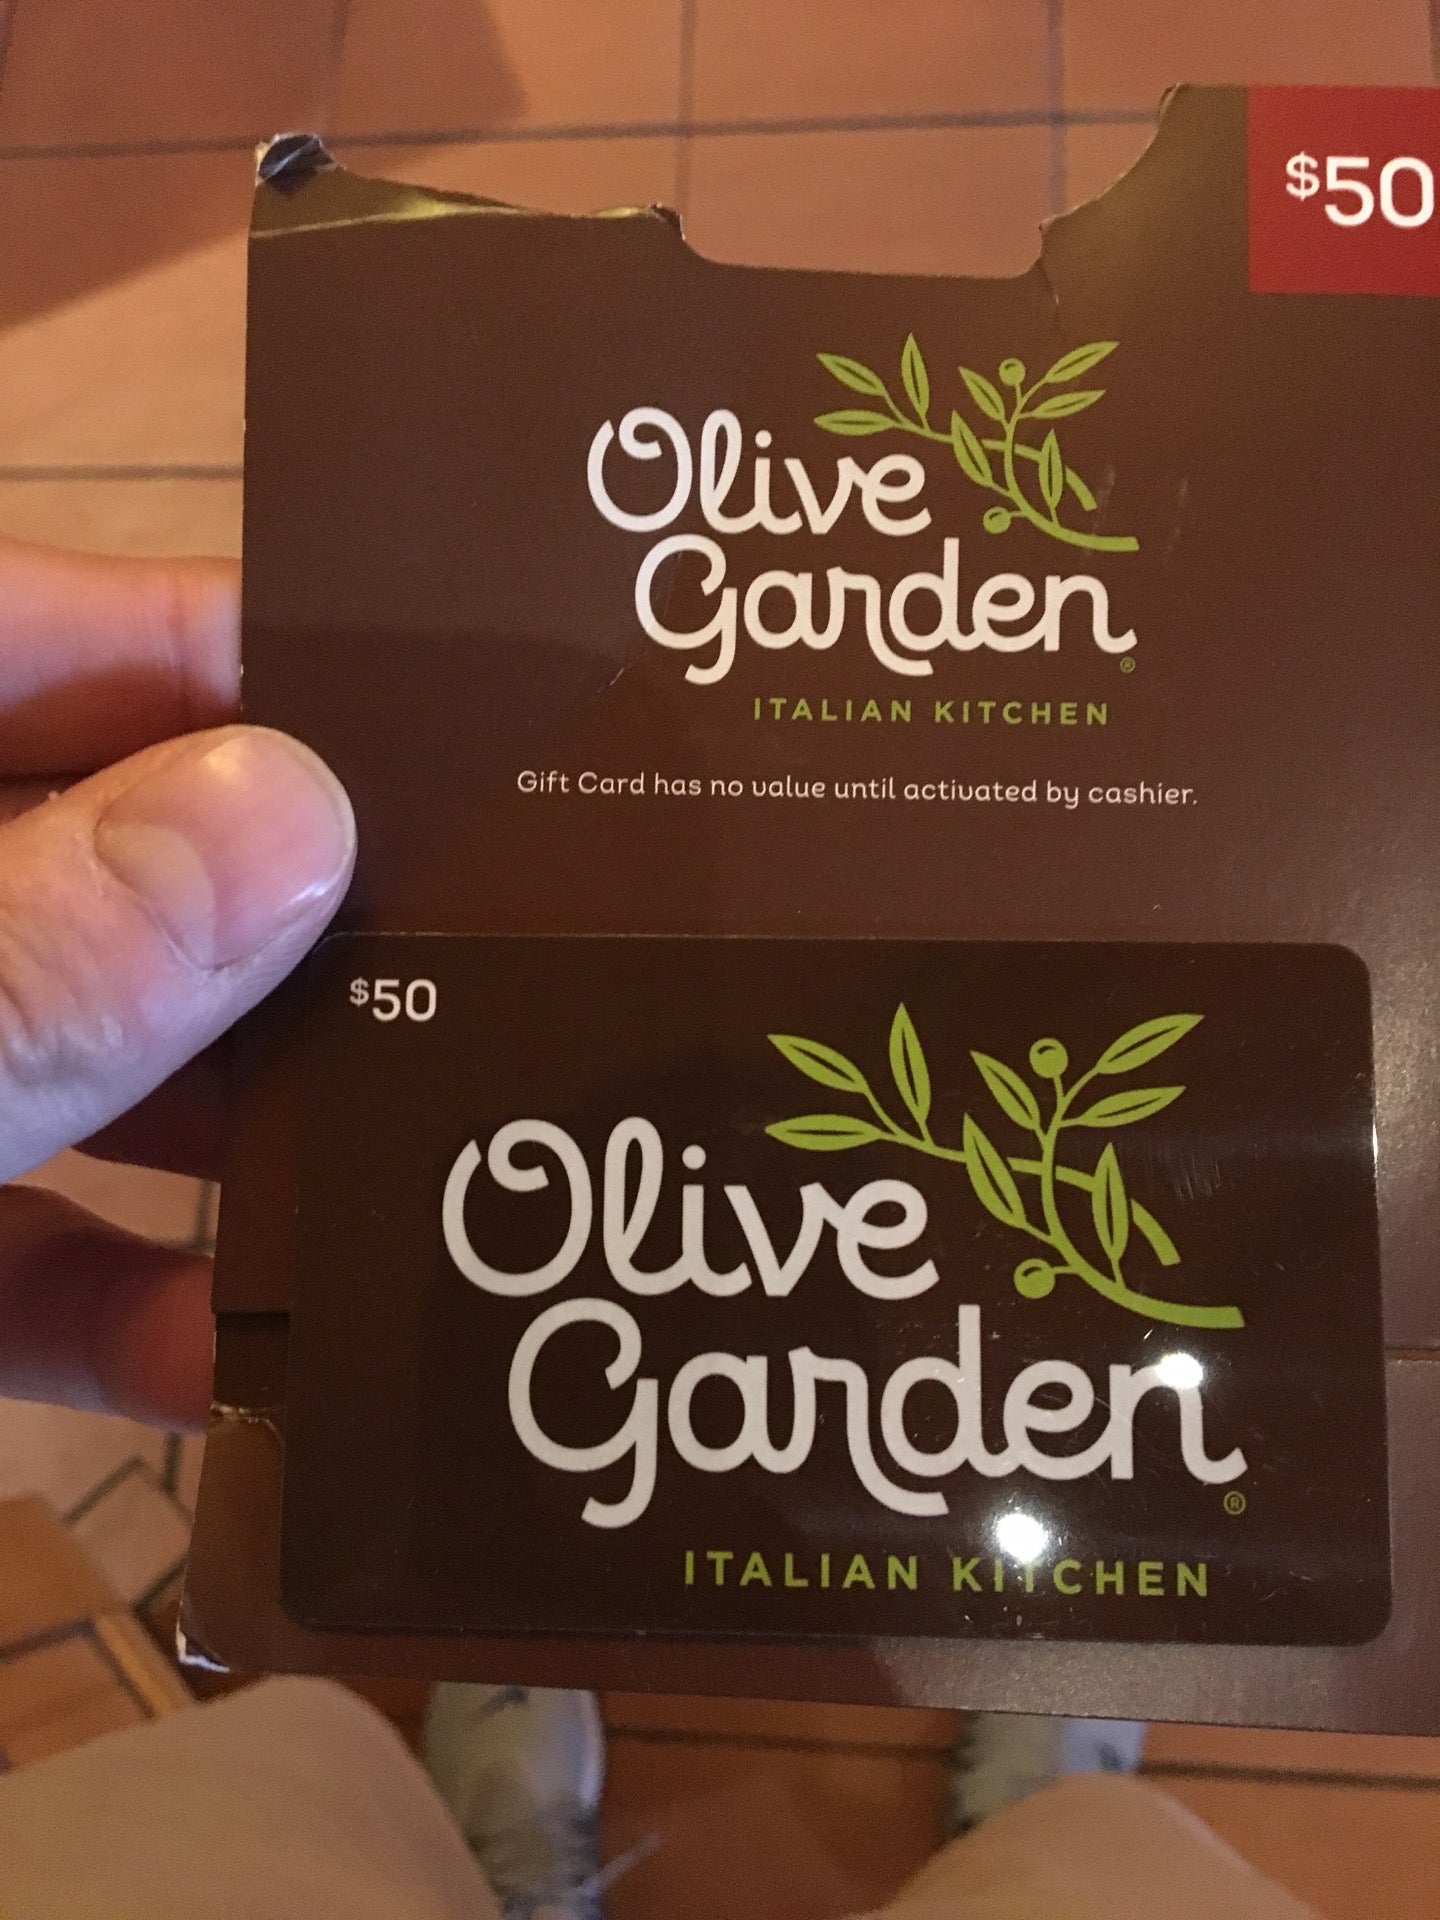 $50
Olive
Garden®
ITALIAN KITCHEN
Gift Card has no value until activated by cashier.
$50
Olive
Garden®
ITALIAN KITCHEN